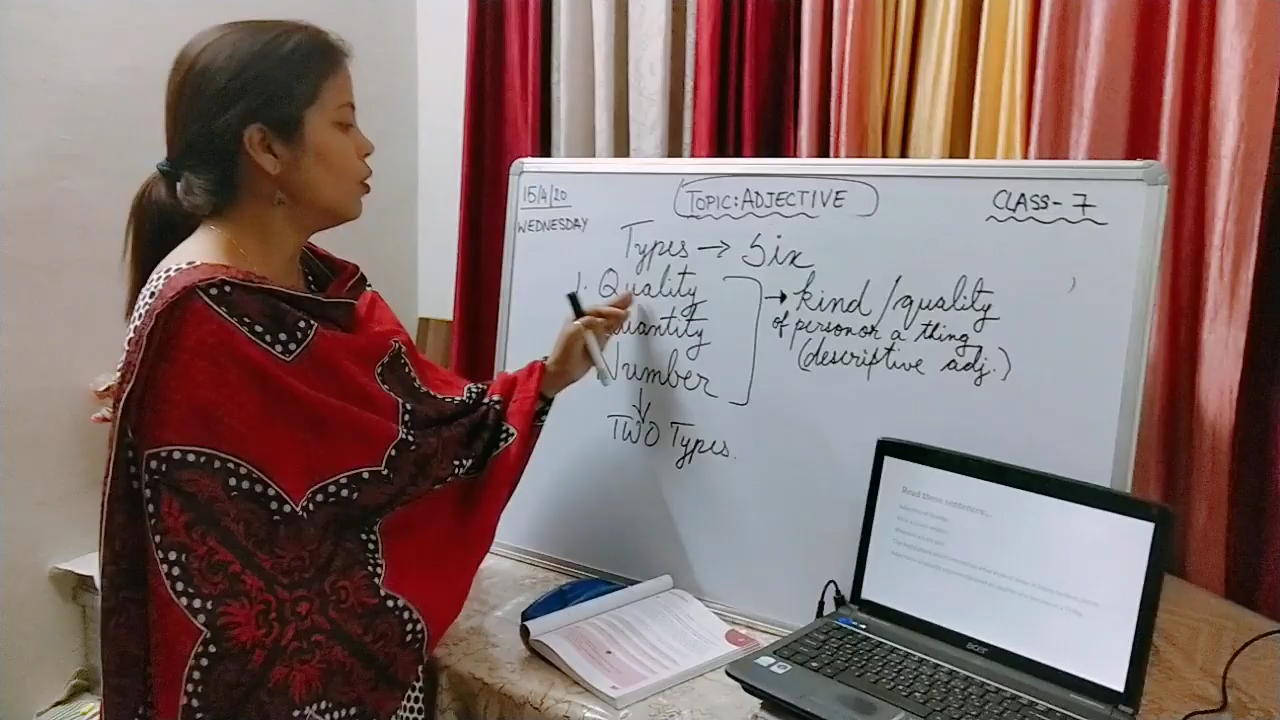 15/4/20
WEDNESDAY
TOPIC: ADJECTIVE
CLASS- 7
Types → Six
1. Quality
Quantity
Number
↓
TWO Types.
→ kind / quality
of person or a thing
(descriptive adj.)
Read these sentences...
acer